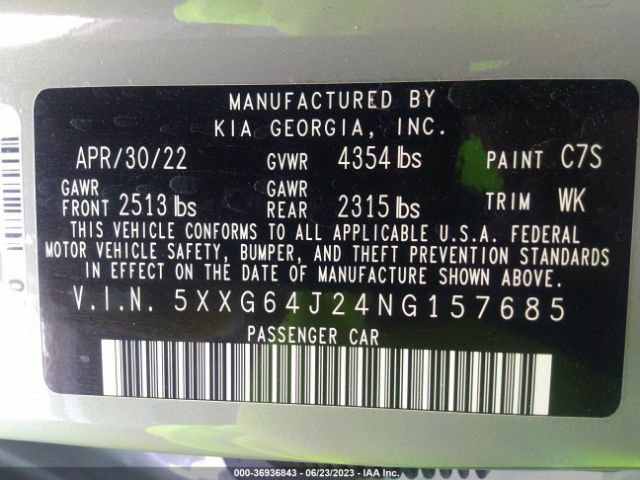 MANUFACTURED BY
KIA GEORGIA, INC.
APR/30/22 GVWR 4354 lbs PAINT C7S
GAWR FRONT 2513 lbs GAWR REAR 2315 lbs TRIM WK
THIS VEHICLE CONFORMS TO ALL APPLICABLE U.S.A. FEDERAL
MOTOR VEHICLE SAFETY, BUMPER, AND THEFT PREVENTION STANDARDS
IN EFFECT ON THE DATE OF MANUFACTURE SHOWN ABOVE.
V.I.N. 5XXG64J24NG157685
PASSENGER CAR
000-36936843 - 06/23/2023 - IAA Inc.